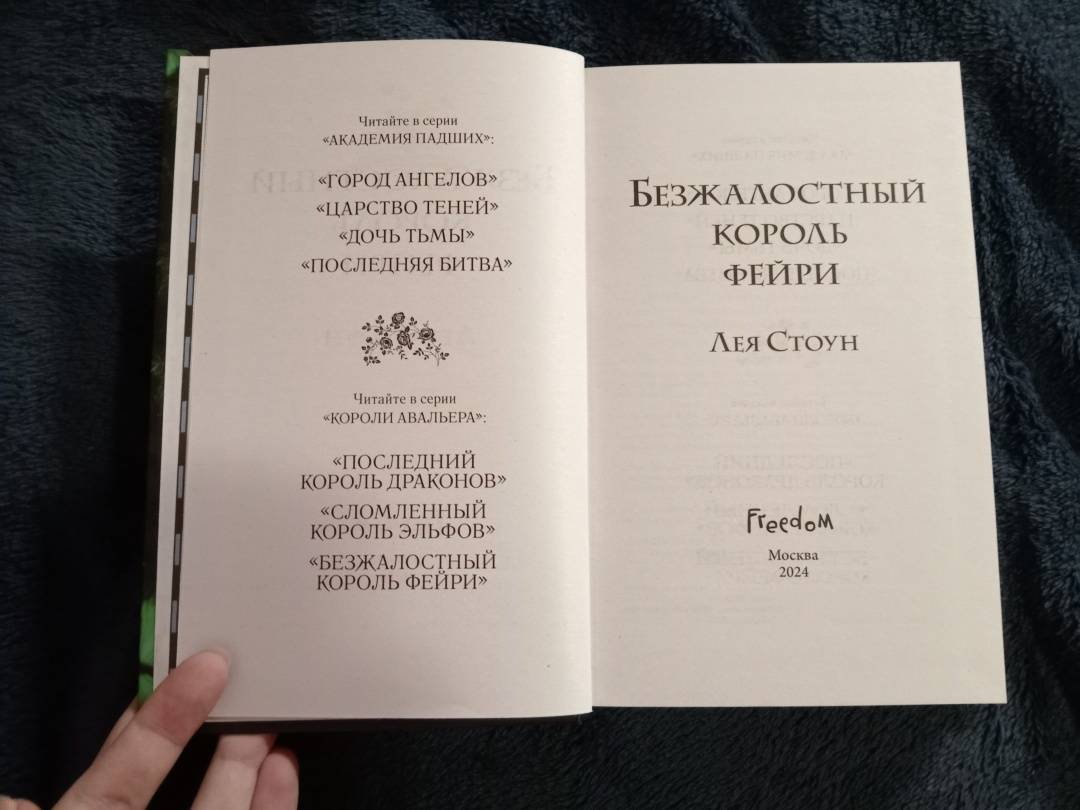 Читайте в серии
«АКАДЕМИЯ ПАДШИХ»:
«ГОРОД АНГЕЛОВ»
«ЦАРСТВО ТЕНЕЙ»
«ДОЧЬ ТЬМЫ»
«ПОСЛЕДНЯЯ БИТВА»
Читайте в серии
«КОРОЛИ АВАЛЬЕРА»:
«ПОСЛЕДНИЙ
КОРОЛЬ ДРАКОНОВ»
«СЛОМЛЕННЫЙ
КОРОЛЬ ЭЛЬФОВ»
«БЕЗЖАЛОСТНЫЙ
КОРОЛЬ ФЕЙРИ»
БЕЗЖАЛОСТНЫЙ
КОРОЛЬ
ФЕЙРИ
ЛЕЯ СТОУН
Freedom
Москва
2024